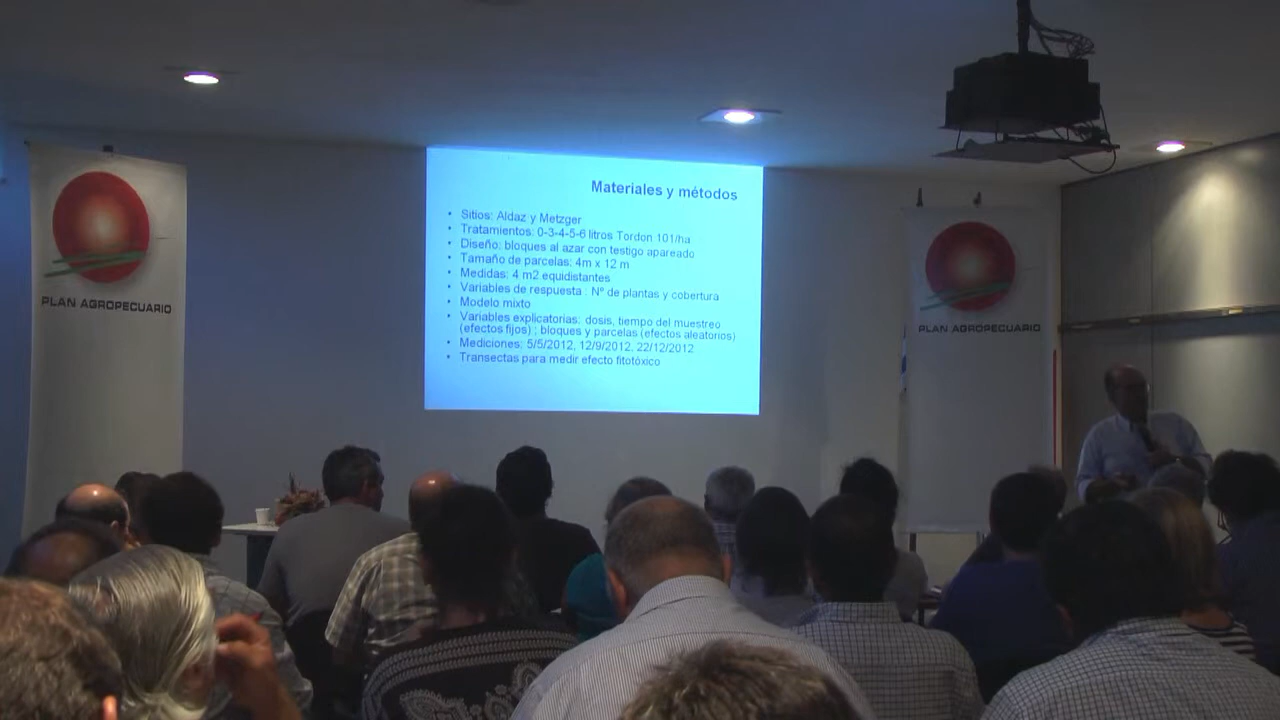 Materiales y métodos
• Sitios: Aldaz y Metzger
• Tratamientos: 0-3-4-5-6 litros Tordon 101/ha
• Diseño: bloques al azar con testigo apareado
• Tamaño de parcelas: 4m x 12 m
• Medidas: 4 m2 equidistantes
• Variables de respuesta : Nº de plantas y cobertura
• Modelo mixto
• Variables explicatorias: dosis, tiempo del muestreo
(efectos fijos) ; bloques y parcelas (efectos aleatorios)
• Mediciones: 5/5/2012, 12/9/2012, 22/12/2012
• Transectas para medir efecto fitotóxico
PLAN AGROPECUARIO
PLAN AGROPECUARIO